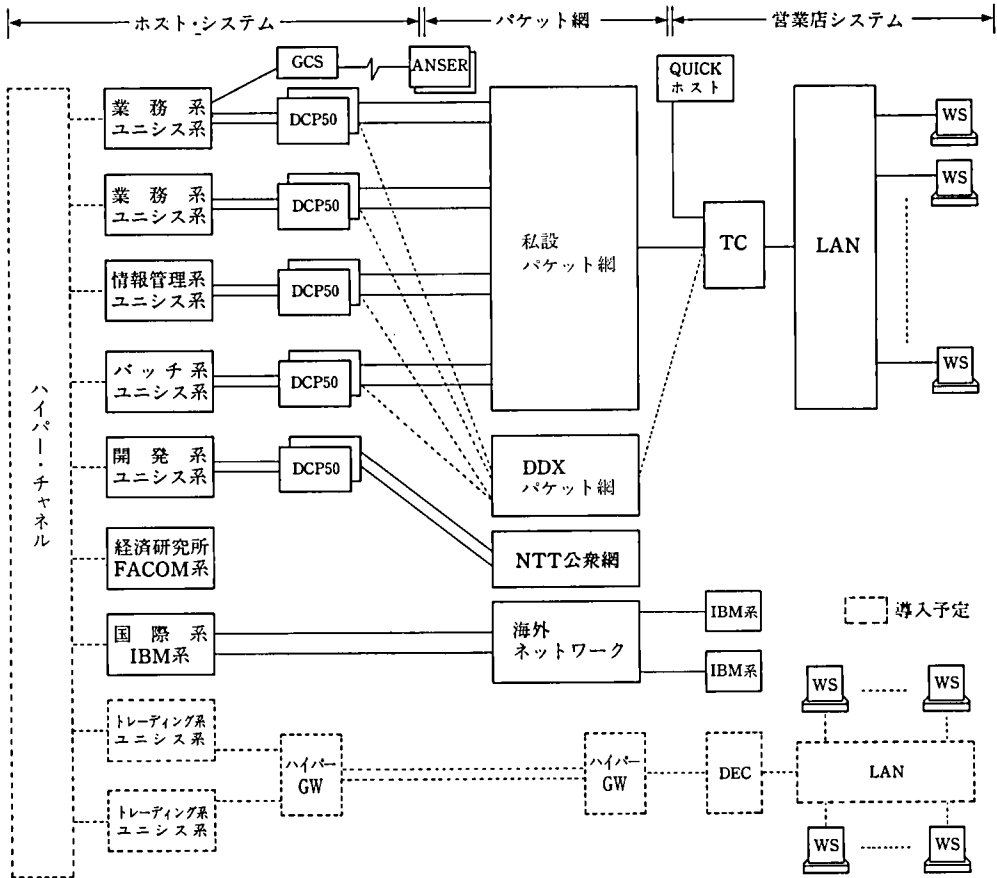 ホスト・システム
パケット網
営業店システム
GCS
ANSER
QUICK
ホスト
業務系
ユニシス系
DCP50
WS
業務系
ユニシス系
DCP50
WS
私設
パケット網
TC
LAN
情報管理系
ユニシス系
DCP50
バッチ系
ユニシス系
DCP50
WS
ハイパー・チャネル
開発系
ユニシス系
DCP50
DDX
パケット網
経済研究所
FACOM系
NTT公衆網
国際系
IBM系
海外
ネットワーク
IBM系
IBM系
導入予定
WS
WS
トレーディング系
ユニシス系
ハイパー
GW
ハイパー
GW
DEC
LAN
トレーディング系
ユニシス系
WS
WS